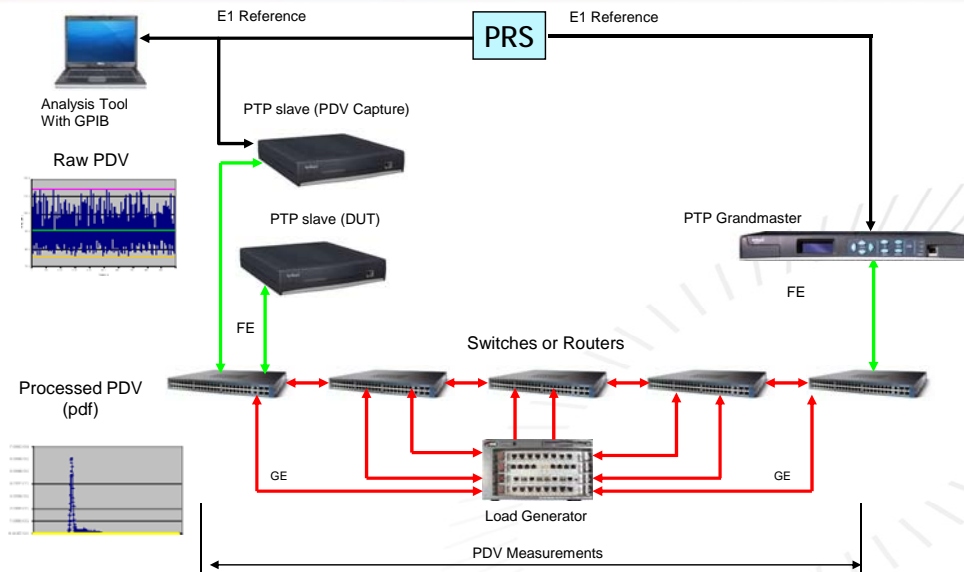 E1 Reference
E1 Reference
PRS
Analysis Tool
With GPIB
PTP slave (PDV Capture)
Raw PDV
PTP slave (DUT)
PTP Grandmaster
FE
FE
Switches or Routers
Processed PDV
(pdf)
GE
GE
Load Generator
PDV Measurements